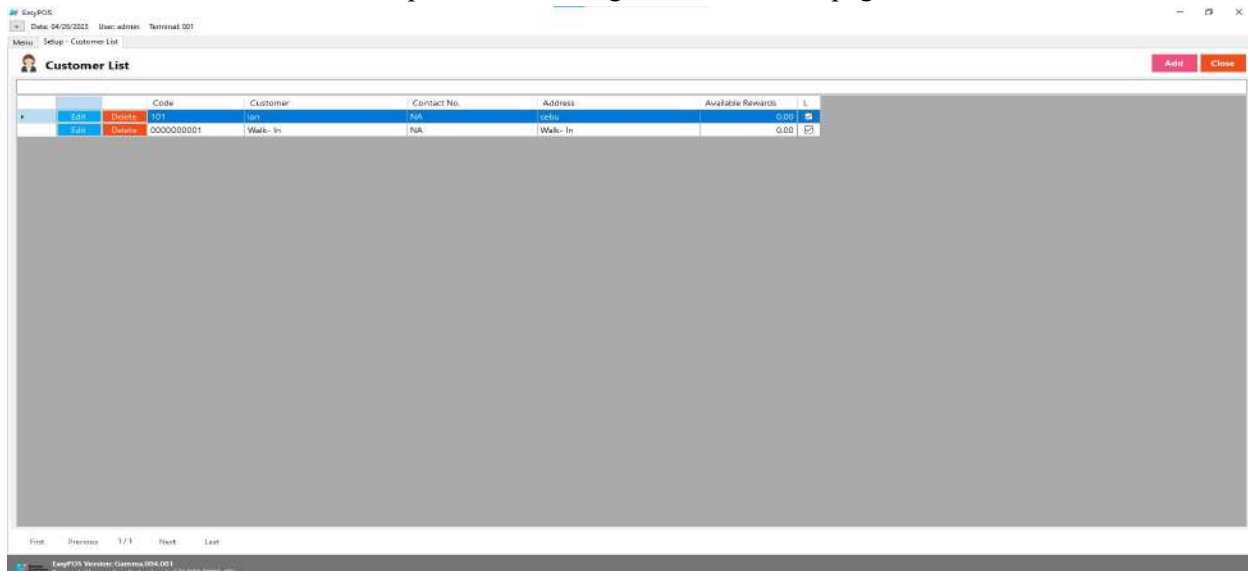 EasyPOS
Date: 04/20/2023 User: admin Terminal: 001
Menu Setup - Customer List
Customer List Add Close
Code Customer Contact No. Address Available Rewards L
Edit Delete 101 ian NA cebu 0.00
Edit Delete 0000000001 Walk- In NA Walk- In 0.00
First Previous 1/1 Next Last
EasyPOS Version: Gamma.004.001